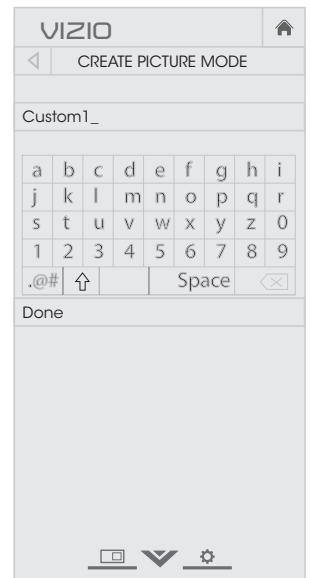 VIZIO
CREATE PICTURE MODE
Custom1_
a b c d e f g h i
j k l m n o p q r
s t u v w x y z 0
1 2 3 4 5 6 7 8 9
.@# Space
Done